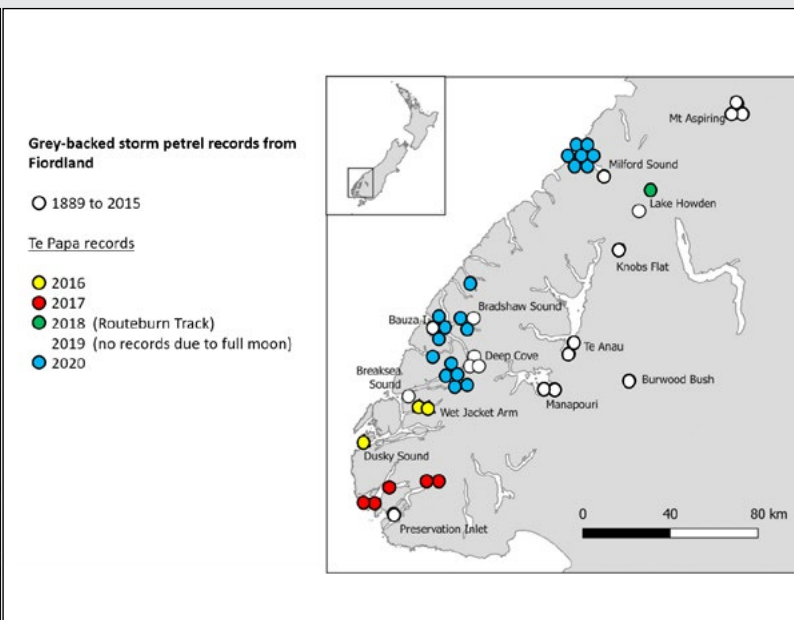 Grey-backed storm petrel records from
Fiordland
1889 to 2015
Te Papa records
2016
2017
2018 (Routeburn Track)
2019 (no records due to full moon)
2020
Mt Aspiring
Milford Sound
Lake Howden
Knobs Flat
Bradshaw Sound
Bauza I.
Te Anau
Deep Cove
Breaksea
Sound
Burwood Bush
Manapouri
Wet Jacket Arm
Dusky Sound
Preservation Inlet
0 40 80 km